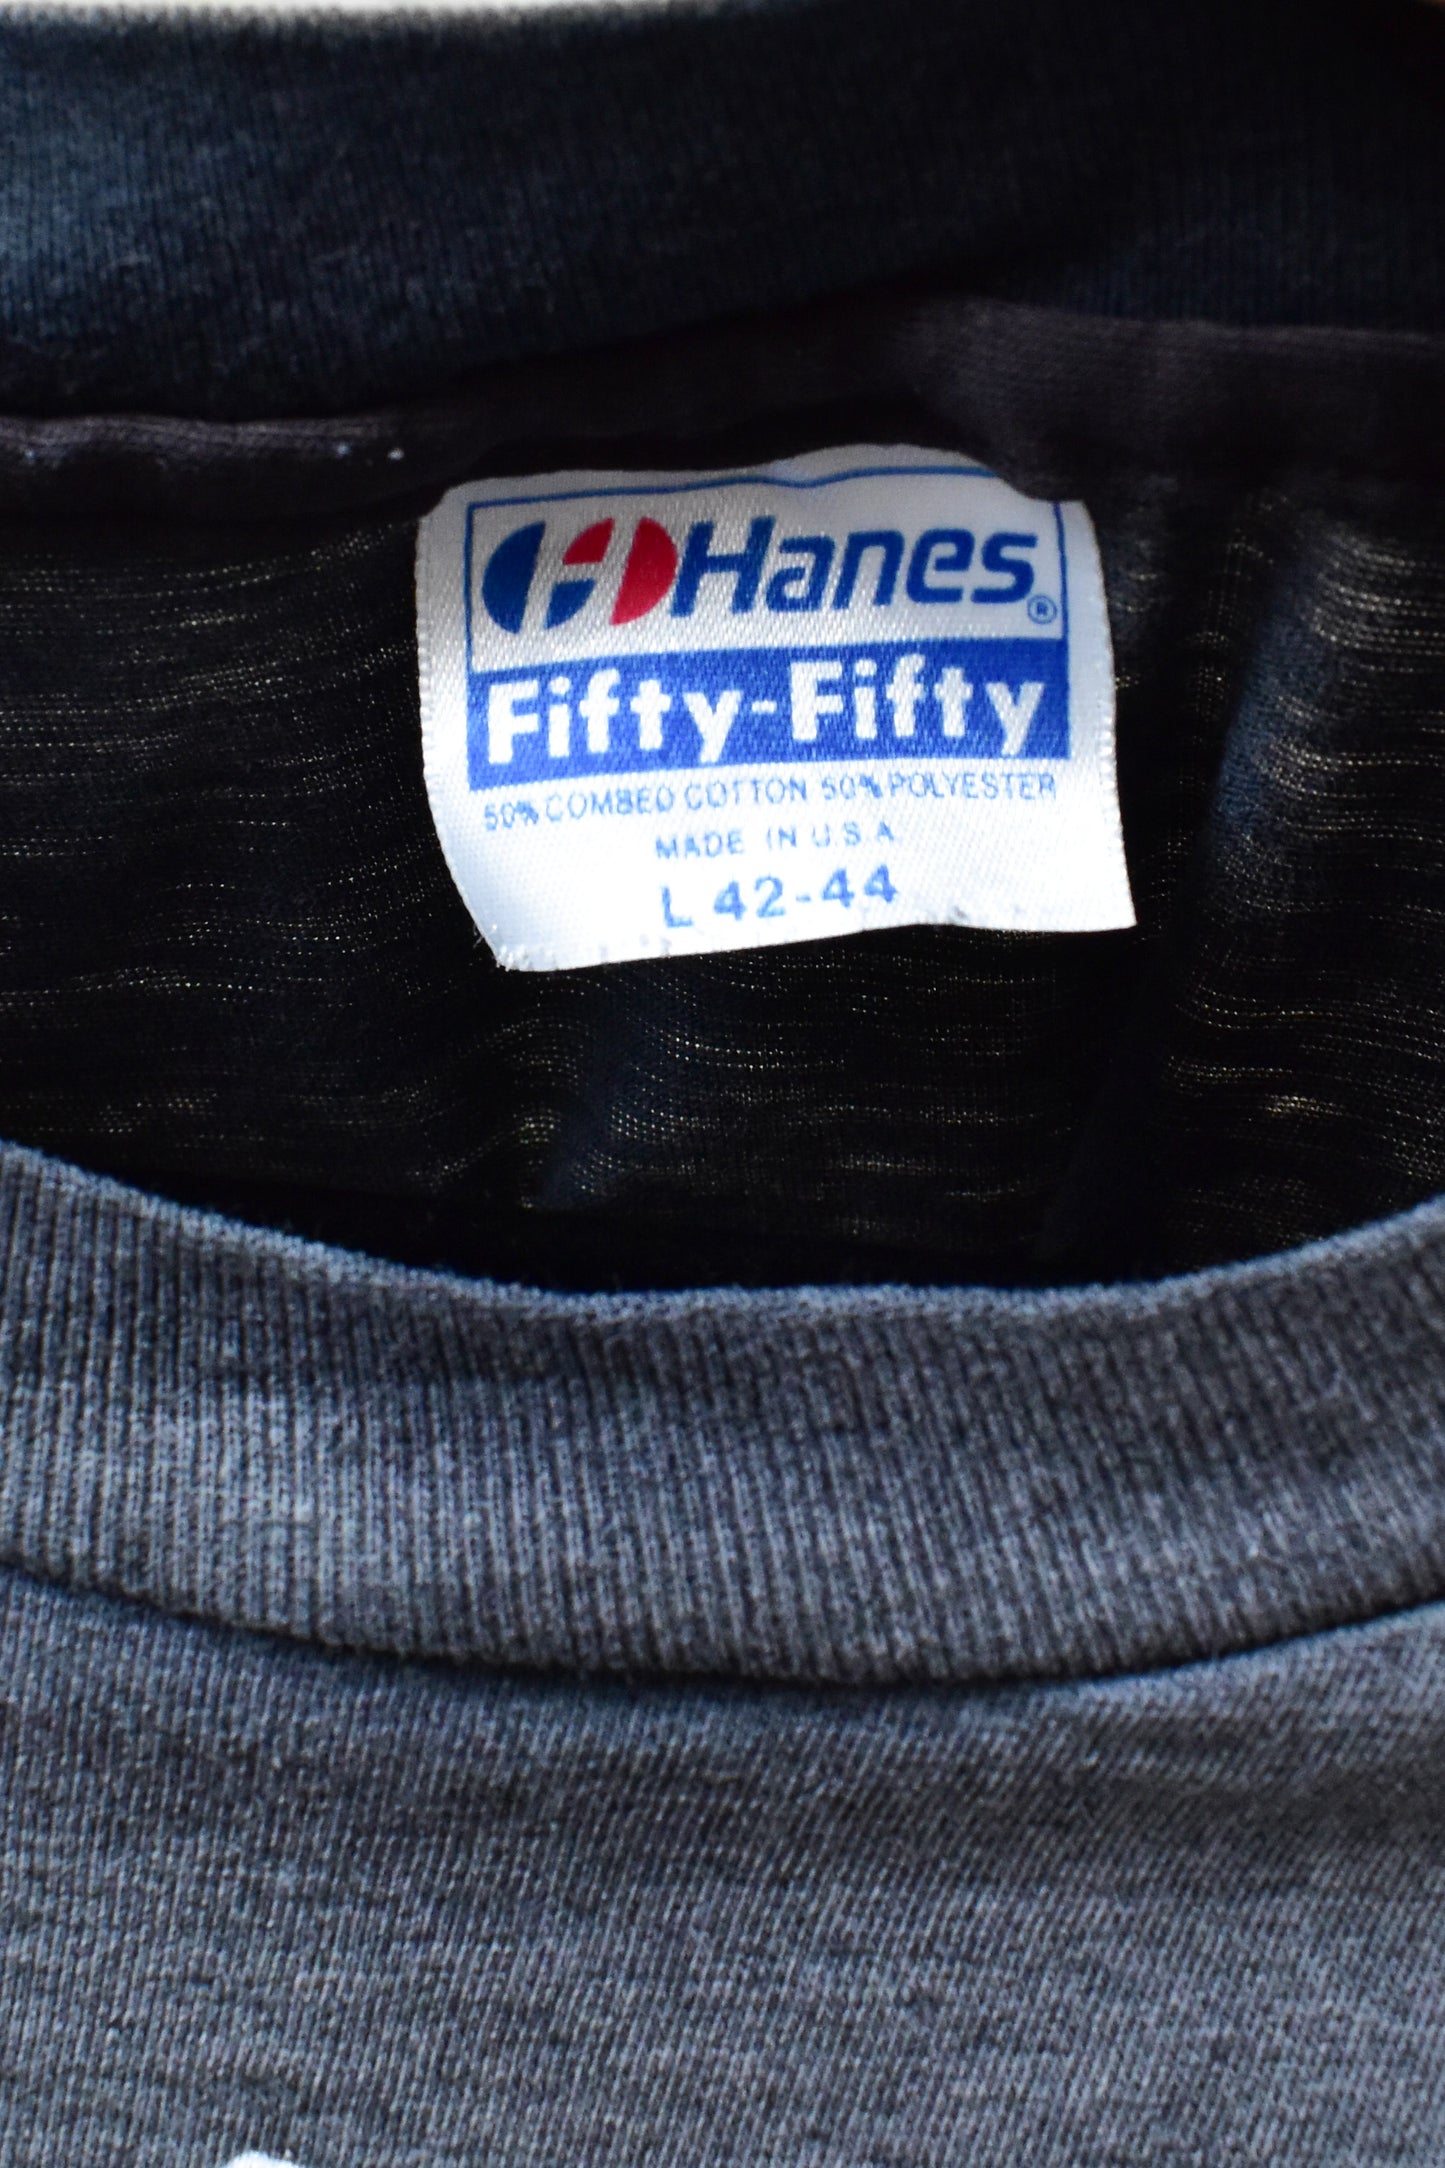 Hanes®
Fifty-Fifty
50% COMBED COTTON 50% POLYESTER
MADE IN U.S.A.
L 42-44